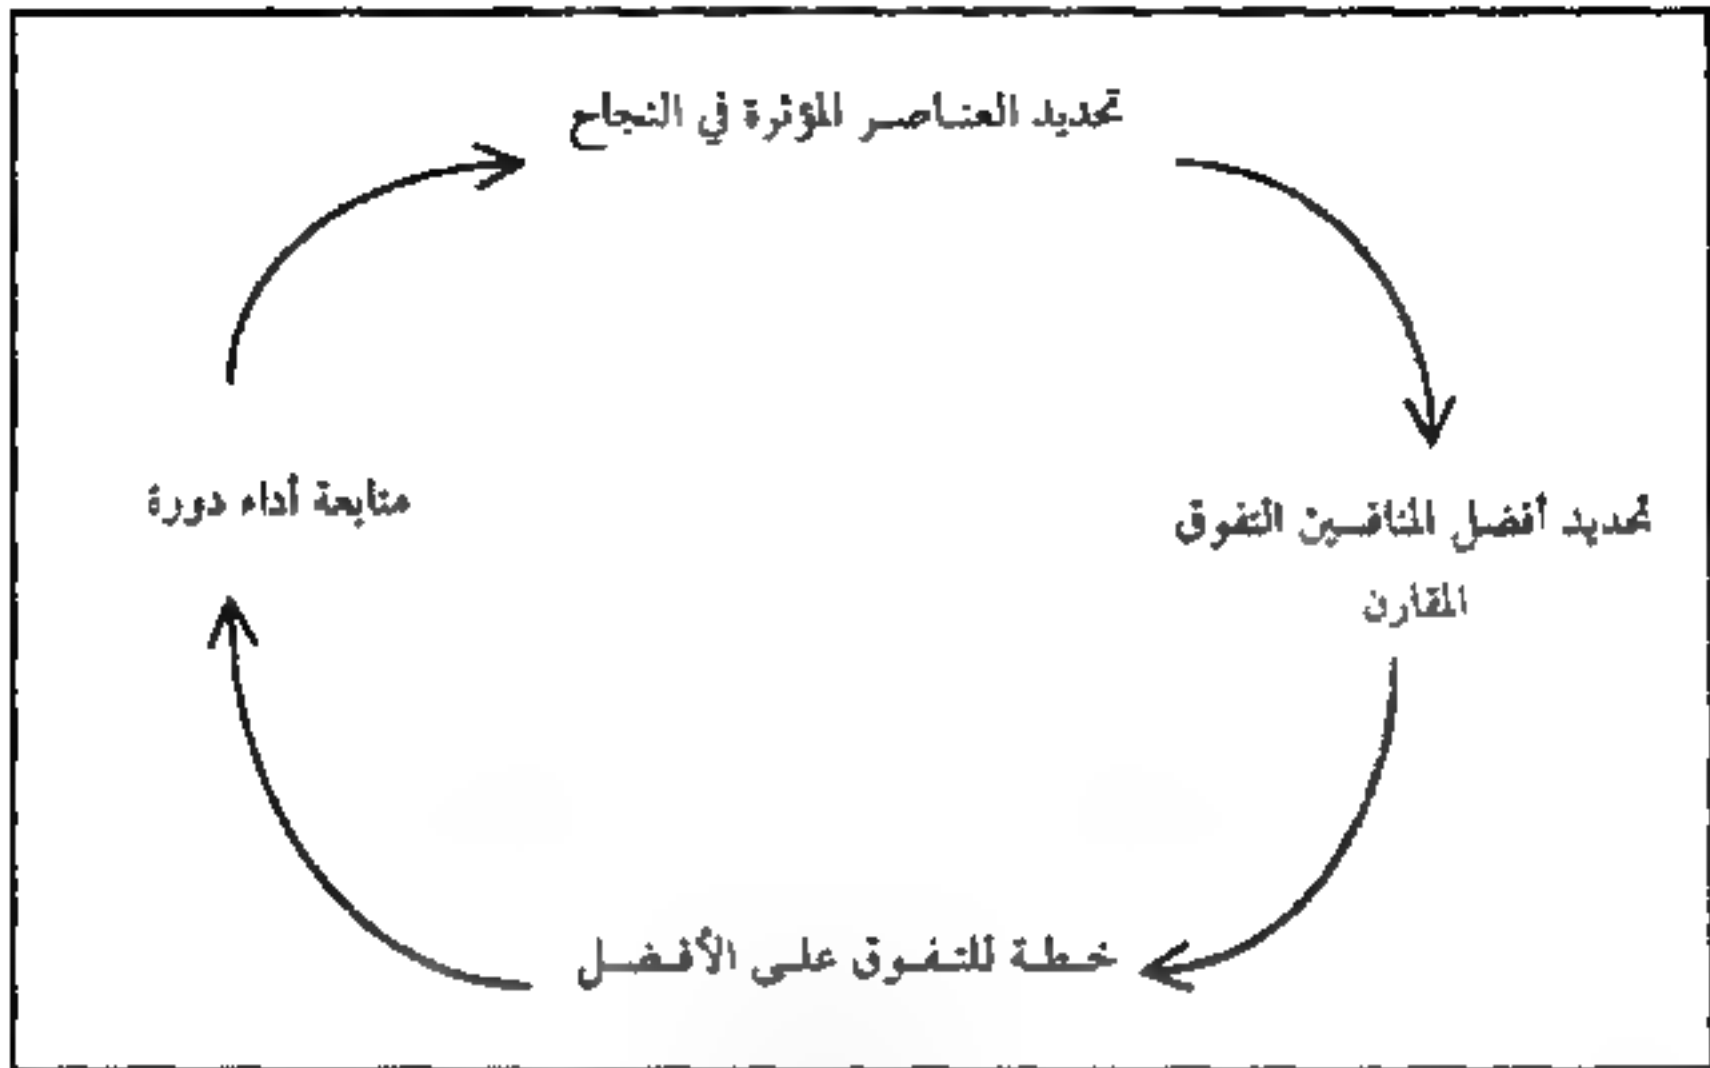 تحديد العناصر المؤثرة في النجاح
متابعة أداء دورة
تحديد أفضل المنافسين التفوق
المقارن
خطة للتفوق على الأفضل